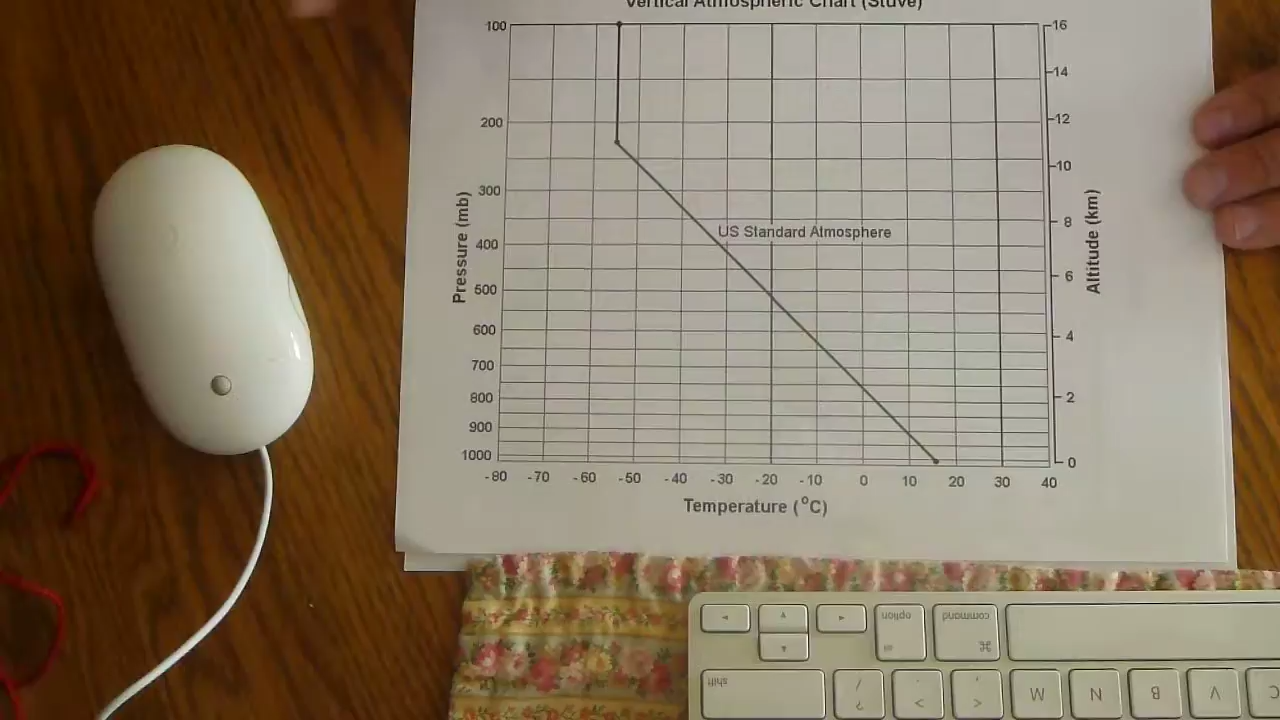 Vertical Atmospheric Chart (Stuve)
100
200
300
400
500
600
700
800
900
1000
Pressure (mb)
US Standard Atmosphere
16
14
12
10
8
6
4
2
0
Altitude (km)
-80 -70 -60 -50 -40 -30 -20 -10 0 10 20 30 40
Temperature (°C)
option
alt
command
⌘
shift
? /
> .
< ,
M
N
B
V
C